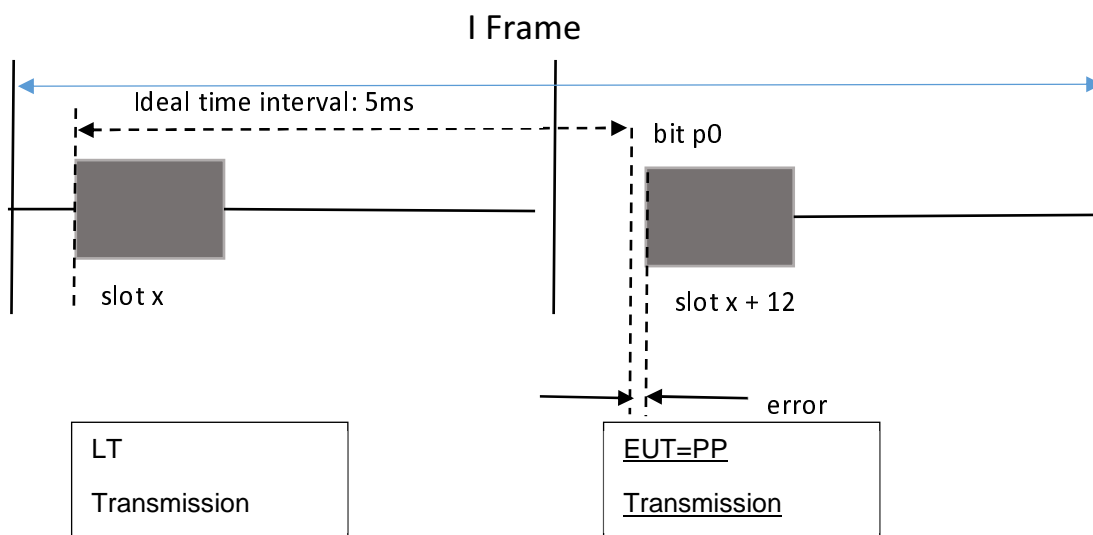 I Frame
Ideal time interval: 5ms
bit p0
slot x
slot x + 12
error
LT
Transmission
EUT=PP
Transmission